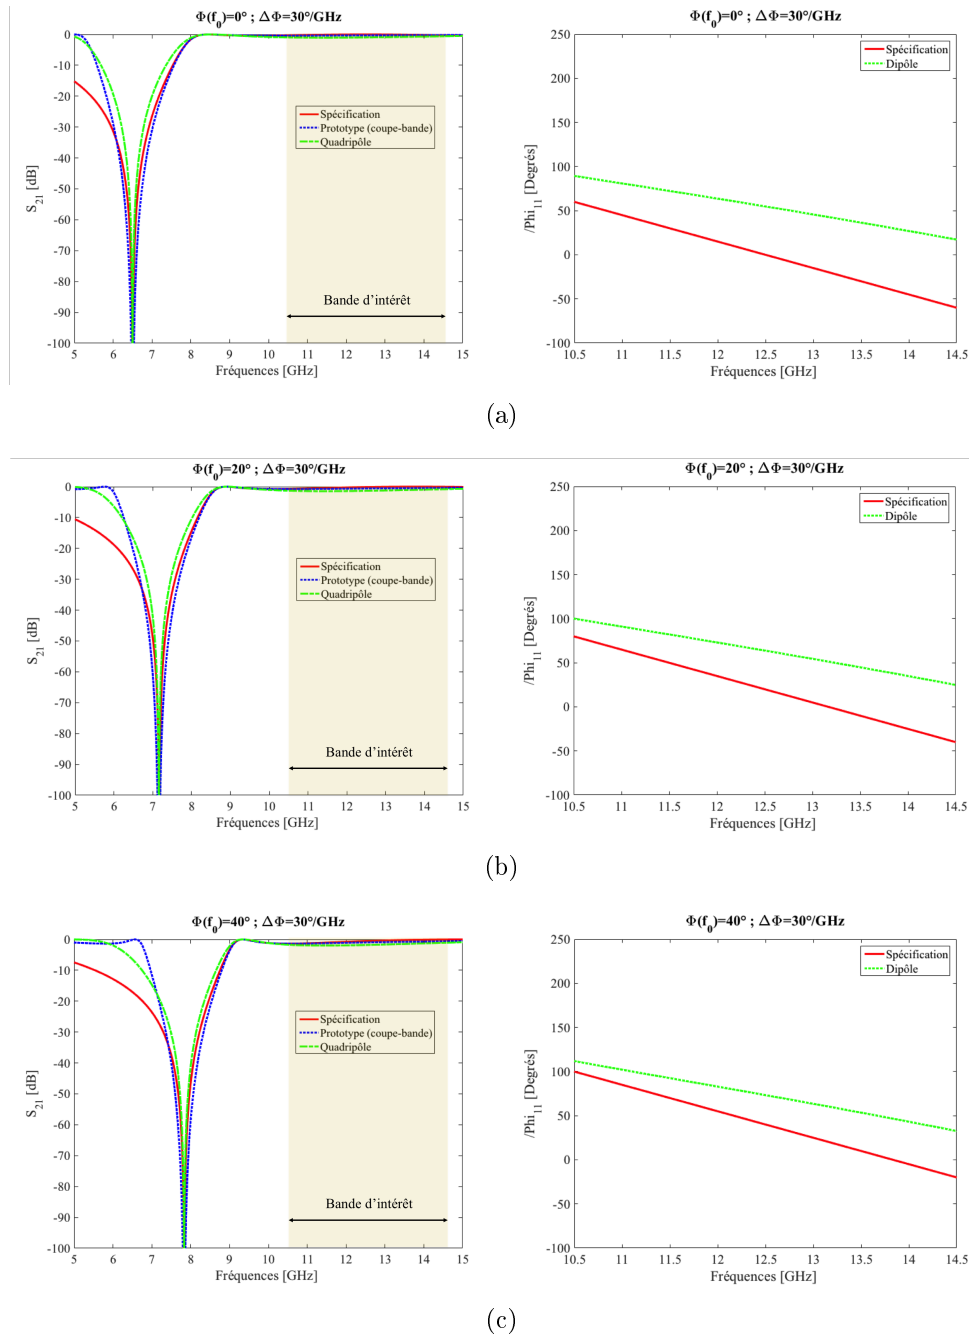 Φ(f0)=0° ; ΔΦ=30°/GHz
S21 [dB]
0
-10
-20
-30
-40
-50
-60
-70
-80
-90
-100
Spécification
Prototype (coupe-bande)
Quadripôle
Bande d'intérêt
5 6 7 8 9 10 11 12 13 14 15
Fréquences [GHz]
Φ(f0)=0° ; ΔΦ=30°/GHz
/Phi11 [Degrés]
250
200
150
100
50
0
-50
-100
Spécification
Dipôle
10.5 11 11.5 12 12.5 13 13.5 14 14.5
Fréquences [GHz]
(a)
Φ(f0)=20° ; ΔΦ=30°/GHz
S21 [dB]
0
-10
-20
-30
-40
-50
-60
-70
-80
-90
-100
Spécification
Prototype (coupe-bande)
Quadripôle
Bande d'intérêt
5 6 7 8 9 10 11 12 13 14 15
Fréquences [GHz]
Φ(f0)=20° ; ΔΦ=30°/GHz
/Phi11 [Degrés]
250
200
150
100
50
0
-50
-100
Spécification
Dipôle
10.5 11 11.5 12 12.5 13 13.5 14 14.5
Fréquences [GHz]
(b)
Φ(f0)=40° ; ΔΦ=30°/GHz
S21 [dB]
0
-10
-20
-30
-40
-50
-60
-70
-80
-90
-100
Spécification
Prototype (coupe-bande)
Quadripôle
Bande d'intérêt
5 6 7 8 9 10 11 12 13 14 15
Fréquences [GHz]
Φ(f0)=40° ; ΔΦ=30°/GHz
/Phi11 [Degrés]
250
200
150
100
50
0
-50
-100
Spécification
Dipôle
10.5 11 11.5 12 12.5 13 13.5 14 14.5
Fréquences [GHz]
(c)